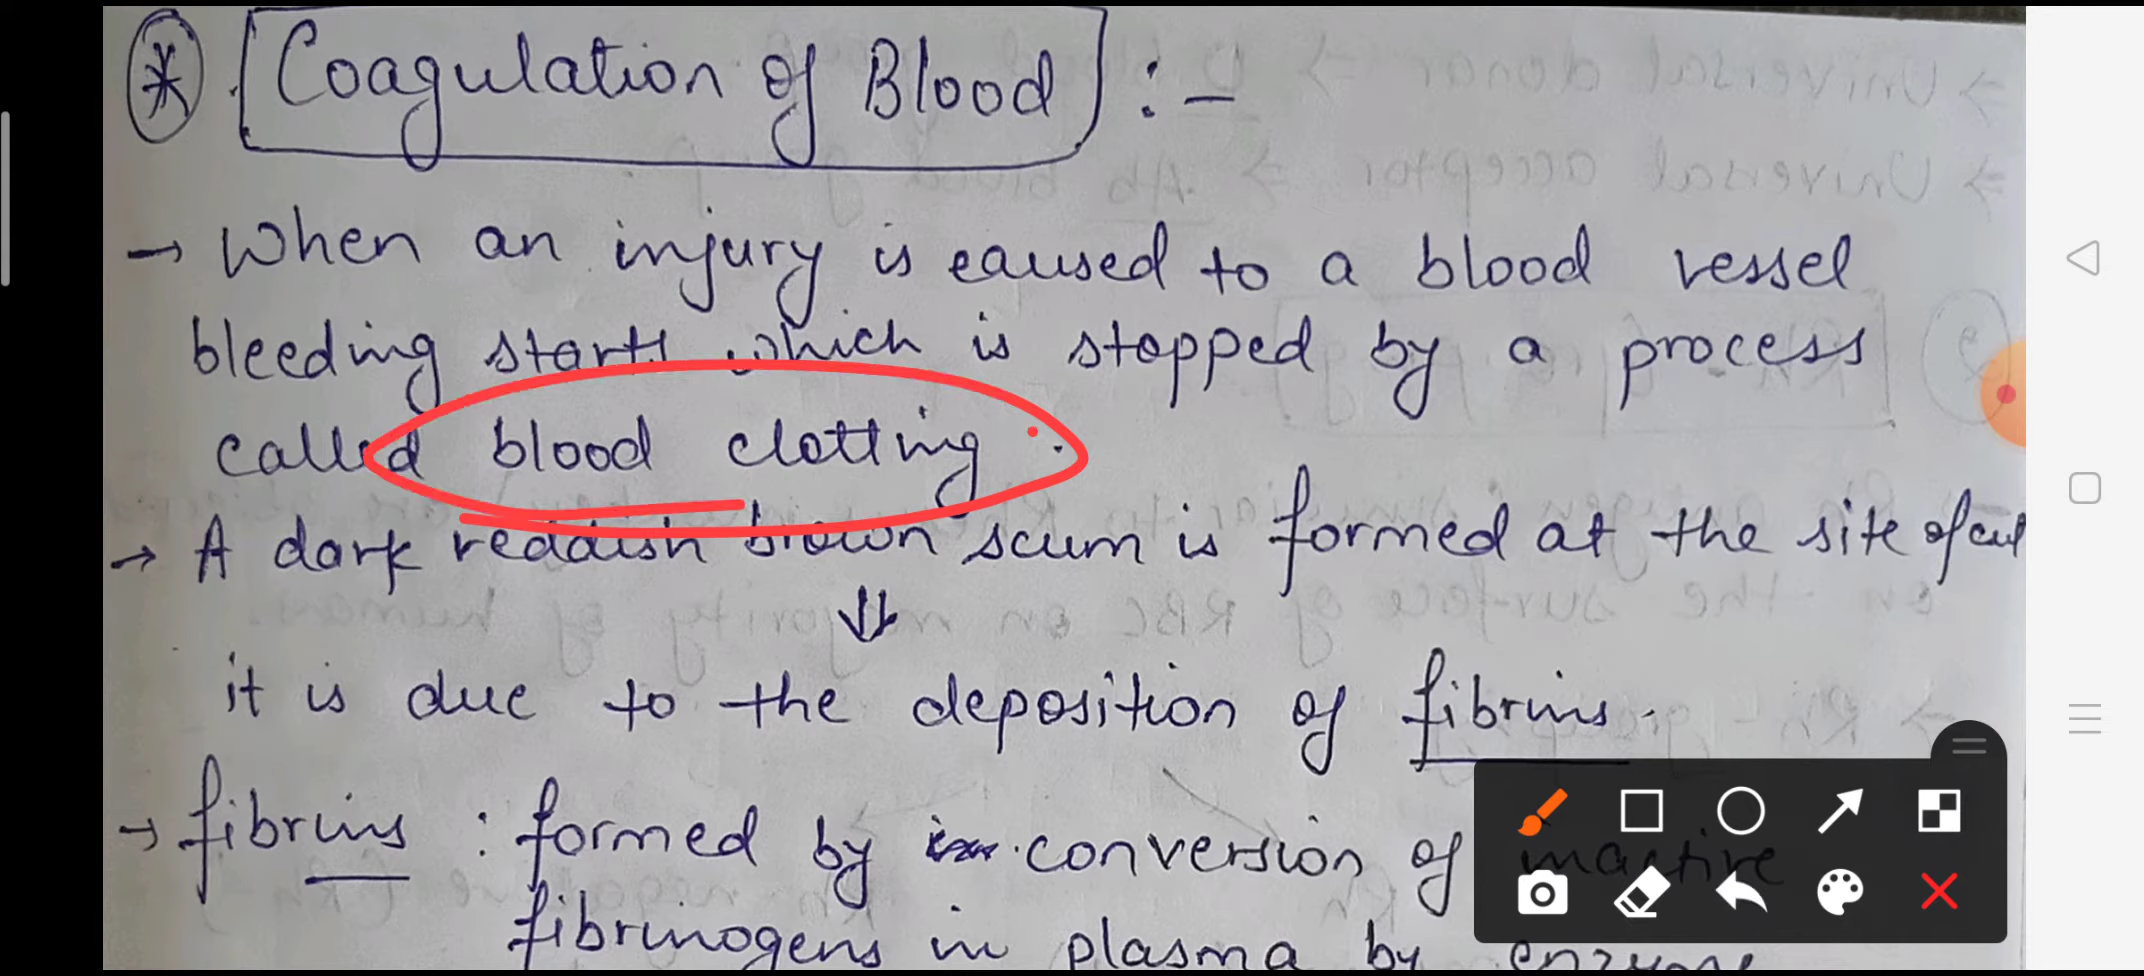 * Coagulation of Blood :-
→ When an injury is caused to a blood vessel
bleeding starts which is stopped by a process
called blood clotting.
→ A dark reddish brown scum is formed at the site of cut
it is due to the deposition of fibrins.
→ fibrins : formed by conversion of inactive
fibrinogens in plasma by enzyme